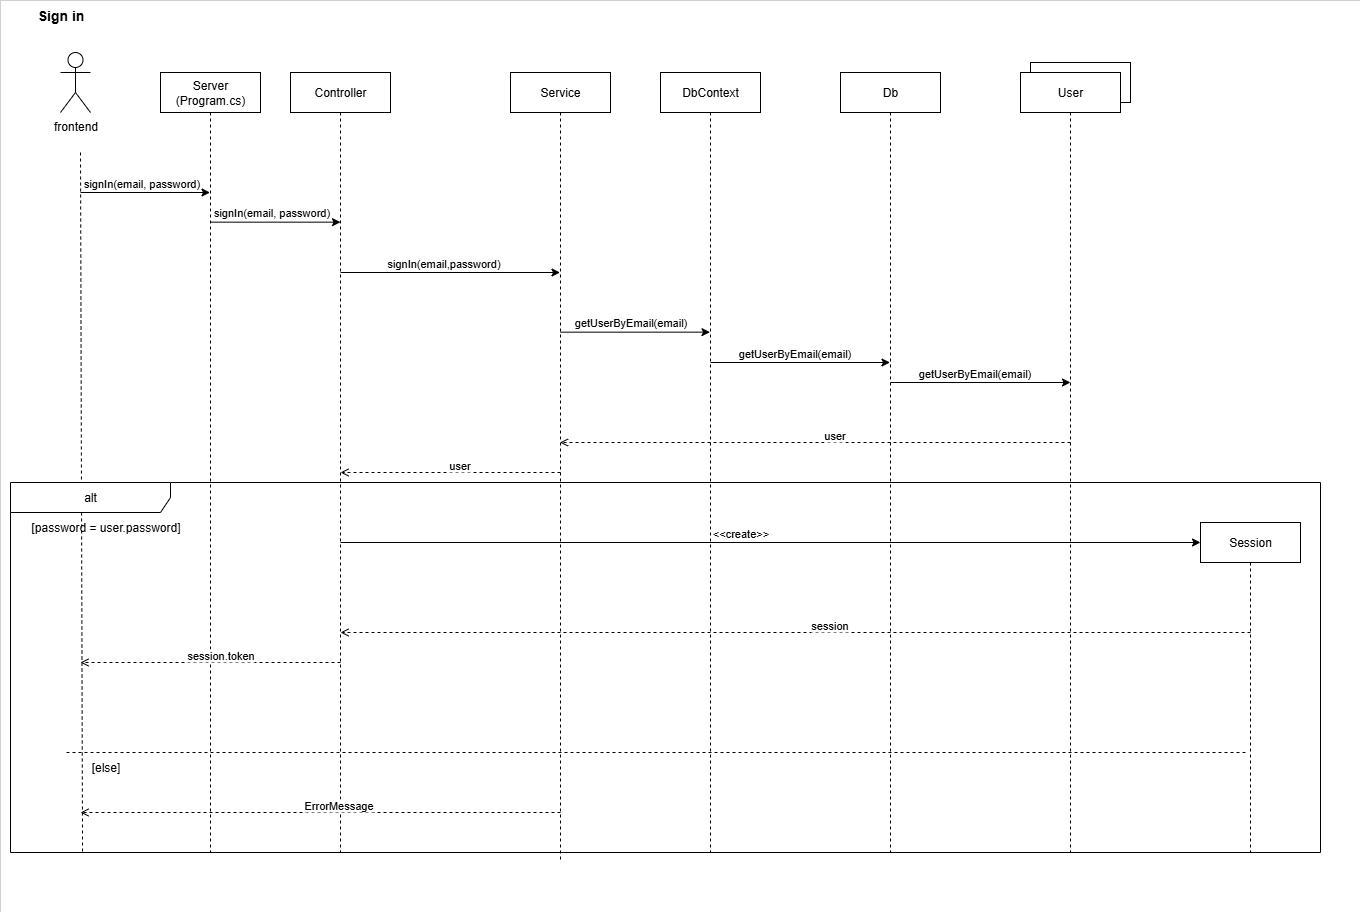 Sign in
frontend
Server
(Program.cs)
Controller
Service
DbContext
Db
User
signIn(email, password)
signIn(email, password)
signIn(email,password)
getUserByEmail(email)
getUserByEmail(email)
getUserByEmail(email)
user
user
alt
[password = user.password]
<<create>>
Session
session
session.token
[else]
ErrorMessage